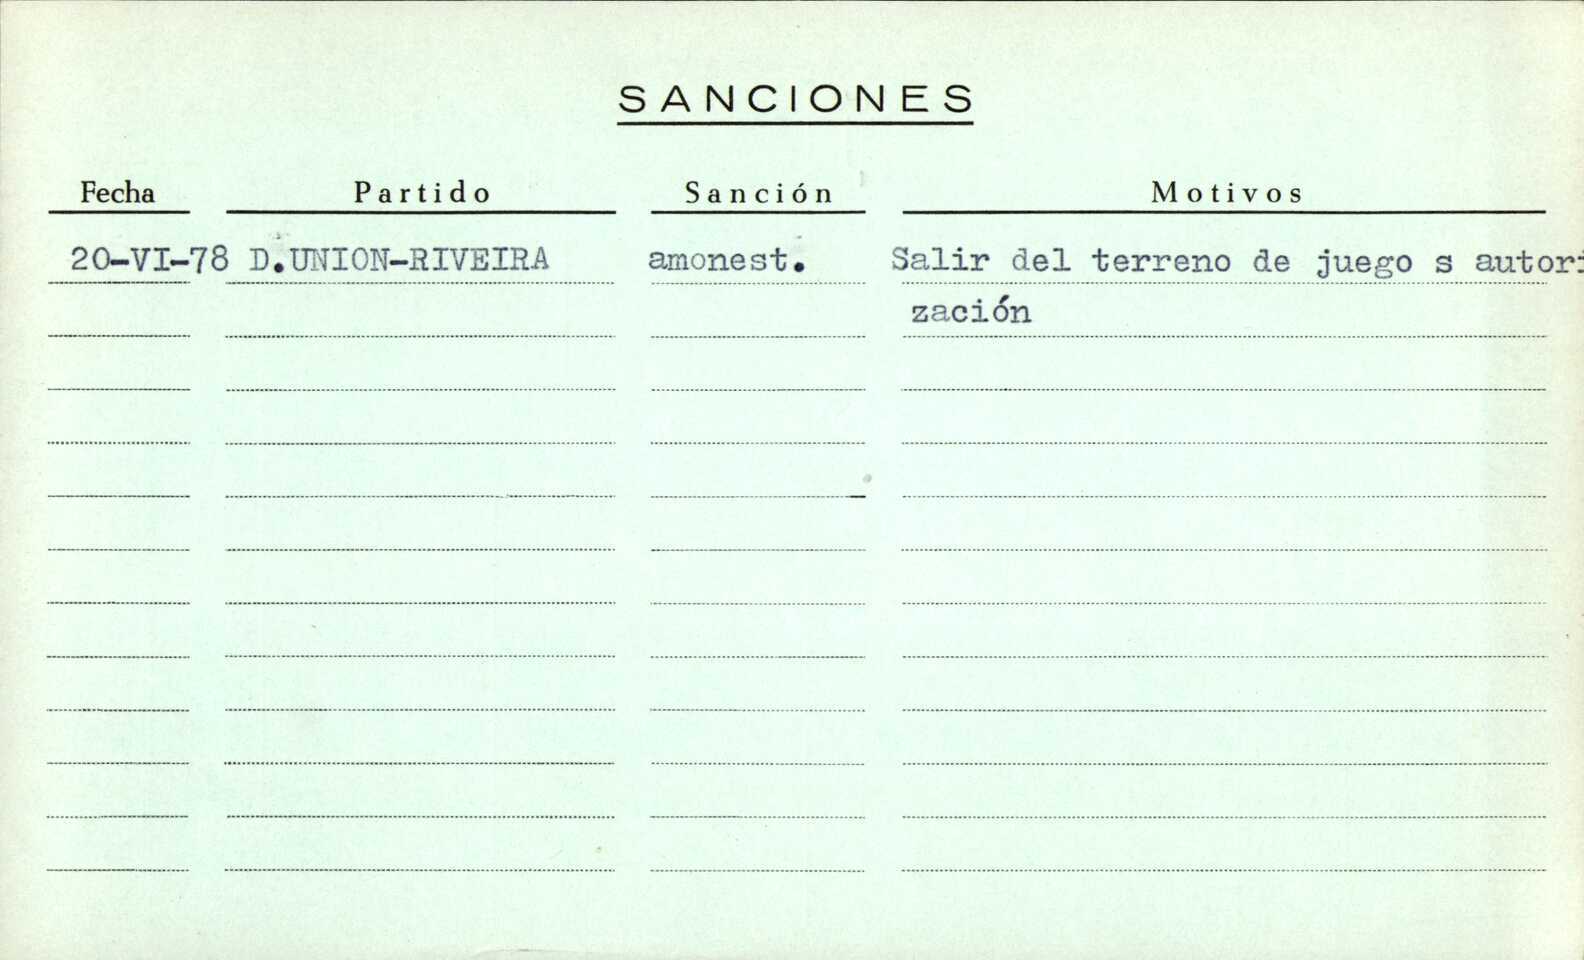 SANCIONES
Fecha Partido Sanción Motivos
20-VI-78 D.UNION-RIVEIRA amonest. Salir del terreno de juego s autori
zación